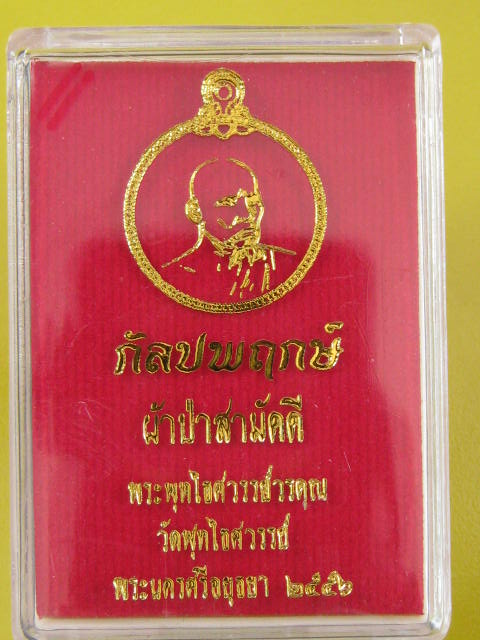 กัลปพฤกษ์
ผ้าป่าสามัคคี
พระพุทไธศวรรย์วรคุณ
วัดพุทไธศวรรย์
พระนครศรีอยุธยา ๒๕๕๖